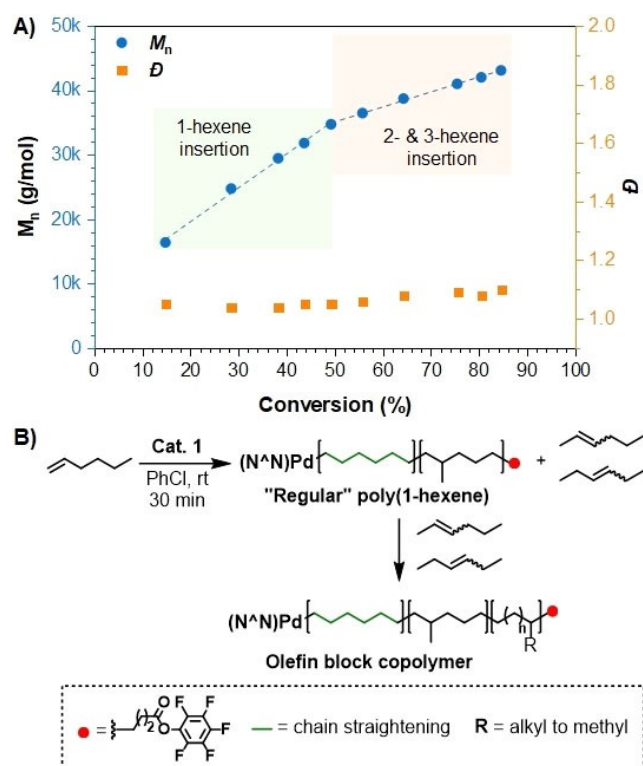 A)
50k
40k
30k
20k
10k
0
Mn (g/mol)
Mn
Đ
1-hexene
insertion
2- & 3-hexene
insertion
2.0
1.8
1.6
1.4
1.2
1.0
Đ
0 10 20 30 40 50 60 70 80 90 100
Conversion (%)
B)
Cat. 1
PhCl, rt
30 min
(N^N)Pd
+
"Regular" poly(1-hexene)
(N^N)Pd
n
R
Olefin block copolymer
= 2 O O F F F F F = chain straightening R = alkyl to methyl